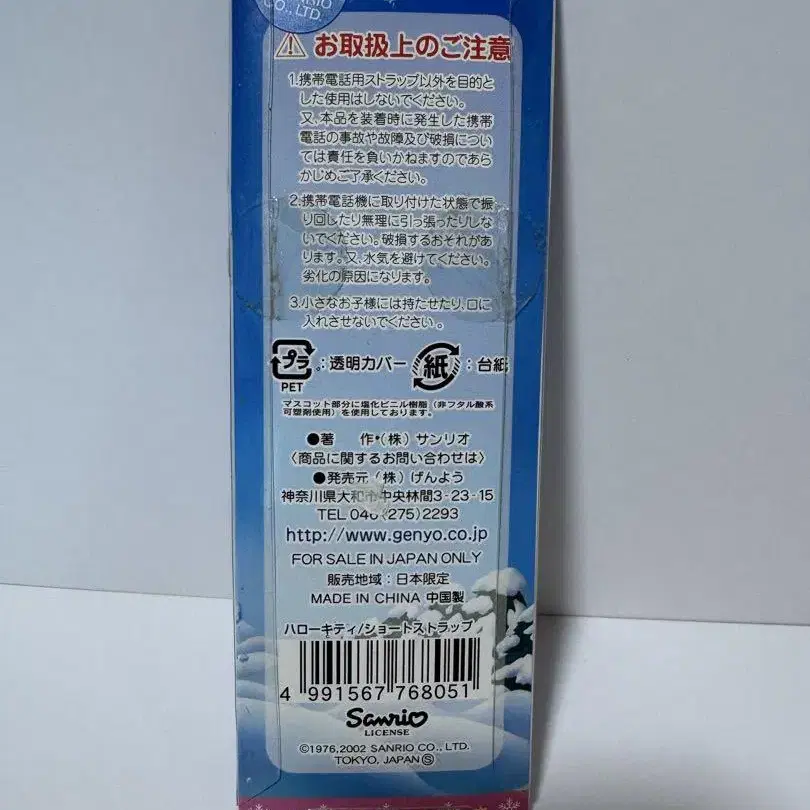 CO., LTD.
⚠ お取扱上のご注意
1.携帯電話用ストラップ以外を目的と
した使用はしないでください。
又、本品を装着時に発生した携帯
電話の事故や故障及び破損につい
ては責任を負いかねますのであら
かじめご了承ください。
2.携帯電話機に取り付けた状態で振
り回したり無理に引っ張ったりしな
いでください。破損するおそれがあ
ります。又、水気を避けてください。
劣化の原因になります。
3.小さなお子様には持たせたり、口に
入れさせないでください。
プラ :透明カバー 紙 :台紙
PET
マスコット部分に塩化ビニル樹脂(非フタル酸系
可塑剤使用)を使用しております。
●著 作・(株) サンリオ
〈商品に関するお問い合わせは〉
●発売元 (株) げんよう
神奈川県大和市中央林間3-23-15
TEL 046(275)2293
http://www.genyo.co.jp
FOR SALE IN JAPAN ONLY
販売地域:日本限定
MADE IN CHINA 中国製
ハローキティ/ショートストラップ
4 991567 768051
Sanrio
LICENSE
©1976,2002 SANRIO CO., LTD.
TOKYO, JAPAN Ⓢ